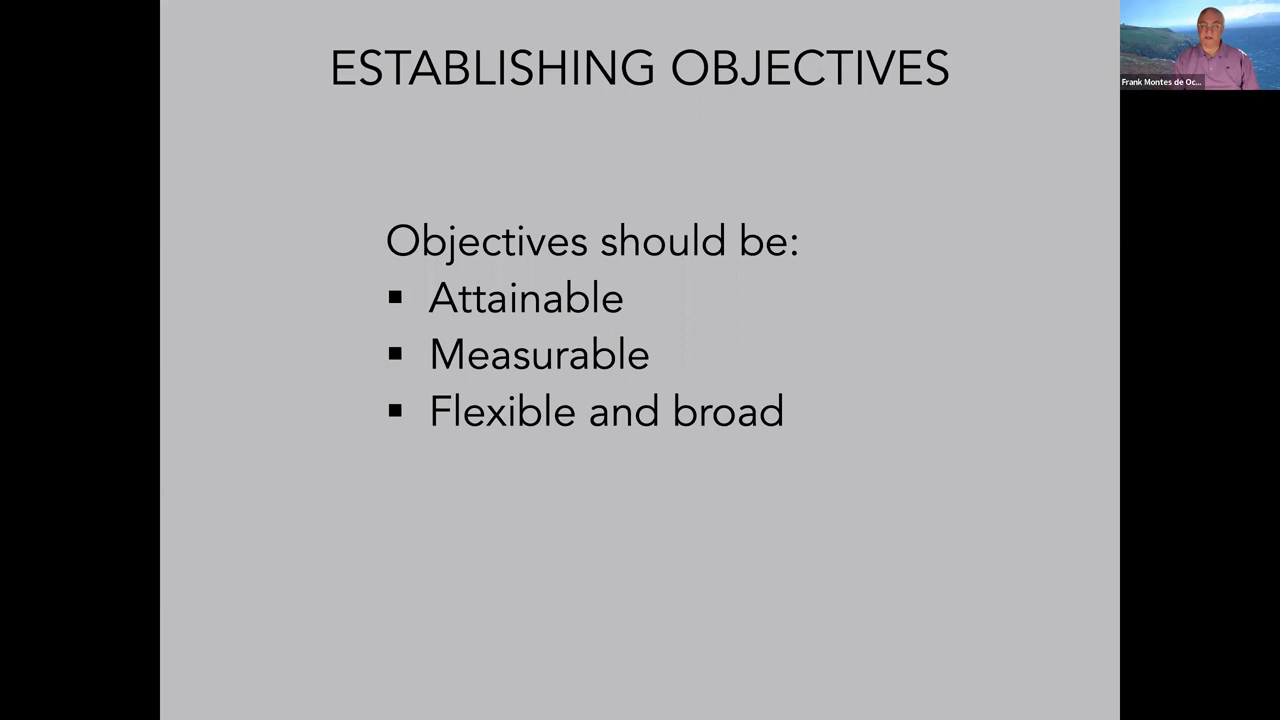 ESTABLISHING OBJECTIVES
Frank Montes de Oc...
Objectives should be:
▪ Attainable
▪ Measurable
▪ Flexible and broad